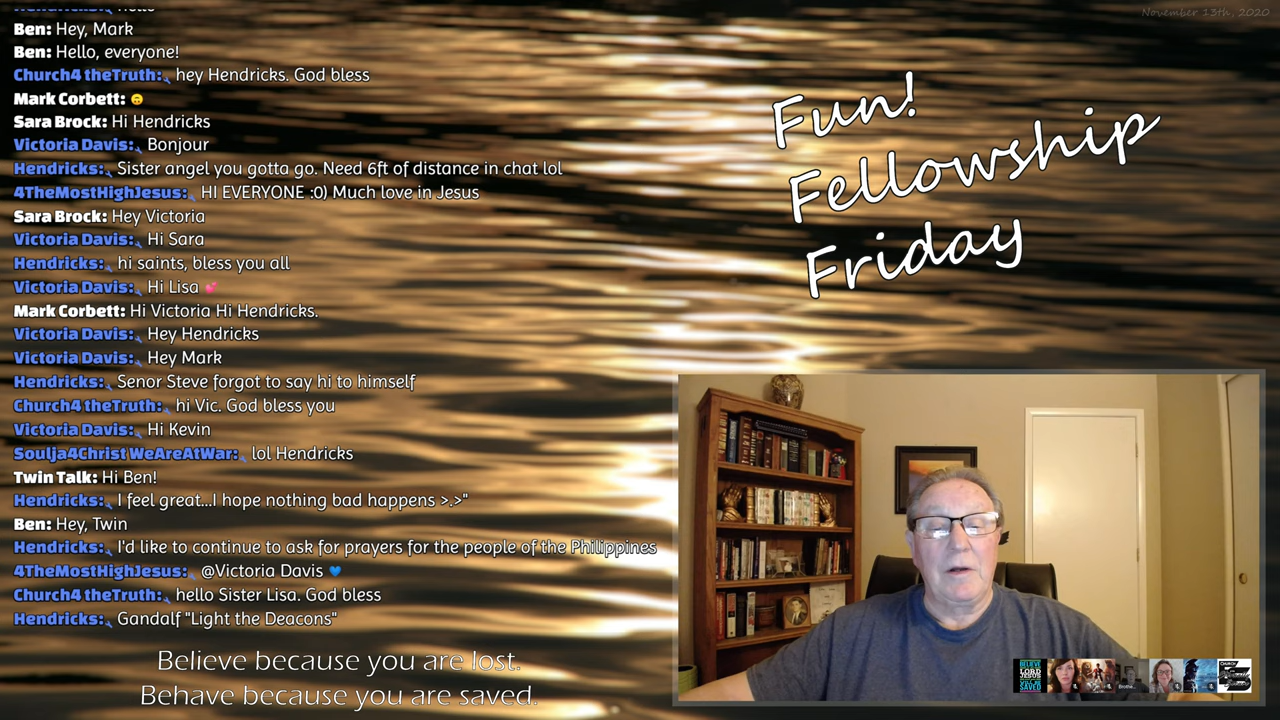 November 13th, 2020
Hello
Ben: Hey, Mark
Ben: Hello, everyone!
Church4 theTruth: hey Hendricks. God bless
Mark Corbett: 🙃
Sara Brock: Hi Hendricks
Victoria Davis: Bonjour
Hendricks: Sister angel you gotta go. Need 6ft of distance in chat lol
4TheMostHighJesus: HI EVERYONE :0) Much love in Jesus
Sara Brock: Hey Victoria
Victoria Davis: Hi Sara
Hendricks: hi saints, bless you all
Victoria Davis: Hi Lisa 💕
Mark Corbett: Hi Victoria Hi Hendricks.
Victoria Davis: Hey Hendricks
Victoria Davis: Hey Mark
Hendricks: Senor Steve forgot to say hi to himself
Church4 theTruth: hi Vic. God bless you
Victoria Davis: Hi Kevin
Soulja4Christ WeAreAtWar: lol Hendricks
Twin Talk: Hi Ben!
Hendricks: I feel great...I hope nothing bad happens >.>"
Ben: Hey, Twin
Hendricks: I'd like to continue to ask for prayers for the people of the Philippines
4TheMostHighJesus: @Victoria Davis 💙
Church4 theTruth: hello Sister Lisa. God bless
Hendricks: Gandalf "Light the Deacons"
Believe because you are lost.
Behave because you are saved.
Fun!
Fellowship
Friday
BELIEVE
LORD
JESUS
SAVED
Brothe...
CHURCH